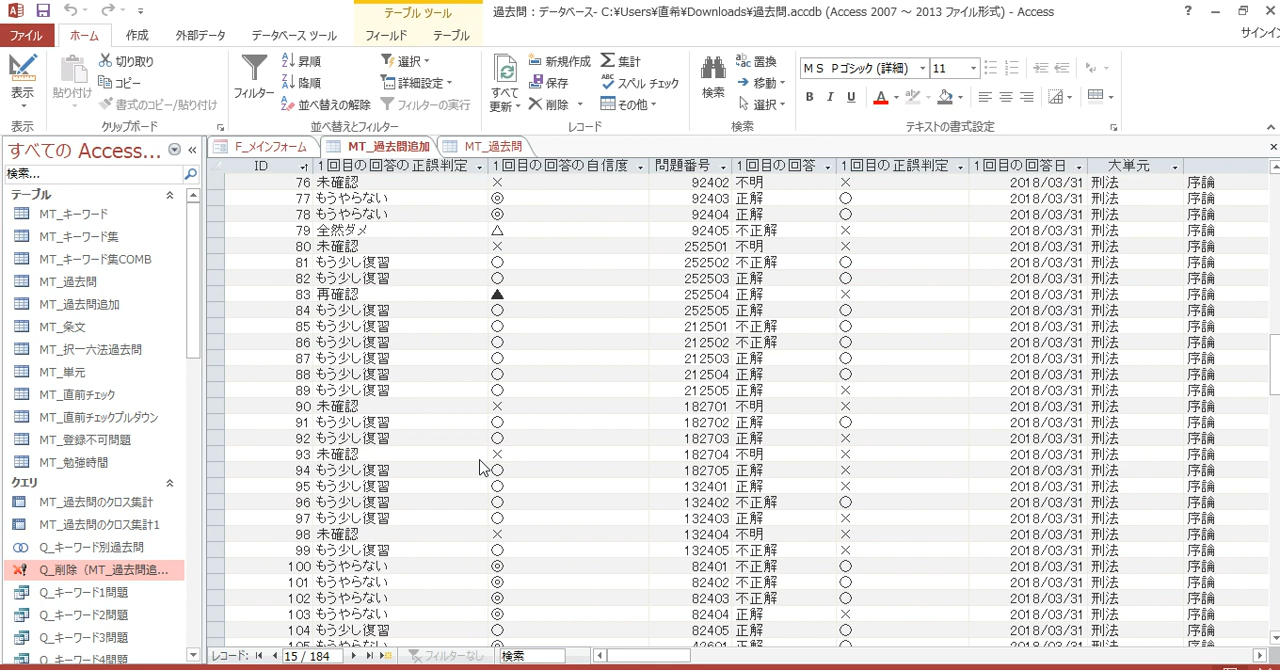 過去問：データベース- C:¥Users¥直希¥Downloads¥過去問.accdb (Access 2007 ～ 2013 ファイル形式) - Access
テーブル ツール
ファイル ホーム 作成 外部データ データベース ツール フィールド テーブル サインイン
表示 貼り付け 切り取り コピー 書式のコピー/貼り付け
フィルター 昇順 降順 並べ替えの解除 選択 詳細設定 フィルターの実行
すべて更新 新規作成 保存 削除 集計 スペル チェック その他
検索 置換 移動 選択
ＭＳ Ｐゴシック (詳細) 11
B I U A
表示 クリップボード 並べ替えとフィルター レコード 検索 テキストの書式設定
すべての Access...
検索...
テーブル
MT_キーワード
MT_キーワード集
MT_キーワード集COMB
MT_過去問
MT_過去問追加
MT_条文
MT_択一六法過去問
MT_単元
MT_直前チェック
MT_直前チェックプルダウン
MT_登録不可問題
MT_勉強時間
クエリ
MT_過去問のクロス集計
MT_過去問のクロス集計1
Q_キーワード別過去問
Q_削除（MT_過去問追...
Q_キーワード1問題
Q_キーワード2問題
Q_キーワード3問題
Q_キーワード4問題
F_メインフォーム MT_過去問追加 MT_過去問
ID 1回目の回答の正誤判定 1回目の回答の自信度 問題番号 1回目の回答 1回目の正誤判定 1回目の回答日 大単元
76 未確認 × 92402 不明 × 2018/03/31 刑法 序論
77 もうやらない ◎ 92403 正解 ○ 2018/03/31 刑法 序論
78 もうやらない ◎ 92404 正解 ○ 2018/03/31 刑法 序論
79 全然ダメ △ 92405 不正解 × 2018/03/31 刑法 序論
80 未確認 × 252501 不明 × 2018/03/31 刑法 序論
81 もう少し復習 ○ 252502 不正解 ○ 2018/03/31 刑法 序論
82 もう少し復習 ○ 252503 正解 ○ 2018/03/31 刑法 序論
83 再確認 ▲ 252504 正解 × 2018/03/31 刑法 序論
84 もう少し復習 ○ 252505 正解 ○ 2018/03/31 刑法 序論
85 もう少し復習 ○ 212501 不正解 ○ 2018/03/31 刑法 序論
86 もう少し復習 ○ 212502 不正解 ○ 2018/03/31 刑法 序論
87 もう少し復習 ○ 212503 正解 ○ 2018/03/31 刑法 序論
88 もう少し復習 ○ 212504 正解 ○ 2018/03/31 刑法 序論
89 もう少し復習 ○ 212505 正解 × 2018/03/31 刑法 序論
90 未確認 × 182701 不明 × 2018/03/31 刑法 序論
91 もう少し復習 ○ 182702 正解 ○ 2018/03/31 刑法 序論
92 もう少し復習 ○ 182703 正解 × 2018/03/31 刑法 序論
93 未確認 × 182704 不明 × 2018/03/31 刑法 序論
94 もう少し復習 ○ 182705 正解 × 2018/03/31 刑法 序論
95 もう少し復習 ○ 132401 正解 × 2018/03/31 刑法 序論
96 もう少し復習 ○ 132402 不正解 ○ 2018/03/31 刑法 序論
97 もう少し復習 ○ 132403 正解 × 2018/03/31 刑法 序論
98 未確認 × 132404 不明 × 2018/03/31 刑法 序論
99 もう少し復習 ○ 132405 不正解 × 2018/03/31 刑法 序論
100 もうやらない ◎ 82401 不正解 ○ 2018/03/31 刑法 序論
101 もうやらない ◎ 82402 不正解 ○ 2018/03/31 刑法 序論
102 もうやらない ◎ 82403 不正解 ○ 2018/03/31 刑法 序論
103 もうやらない ◎ 82404 正解 × 2018/03/31 刑法 序論
104 もう少し復習 ○ 82405 正解 ○ 2018/03/31 刑法 序論
レコード: 15 / 184 フィルターなし 検索